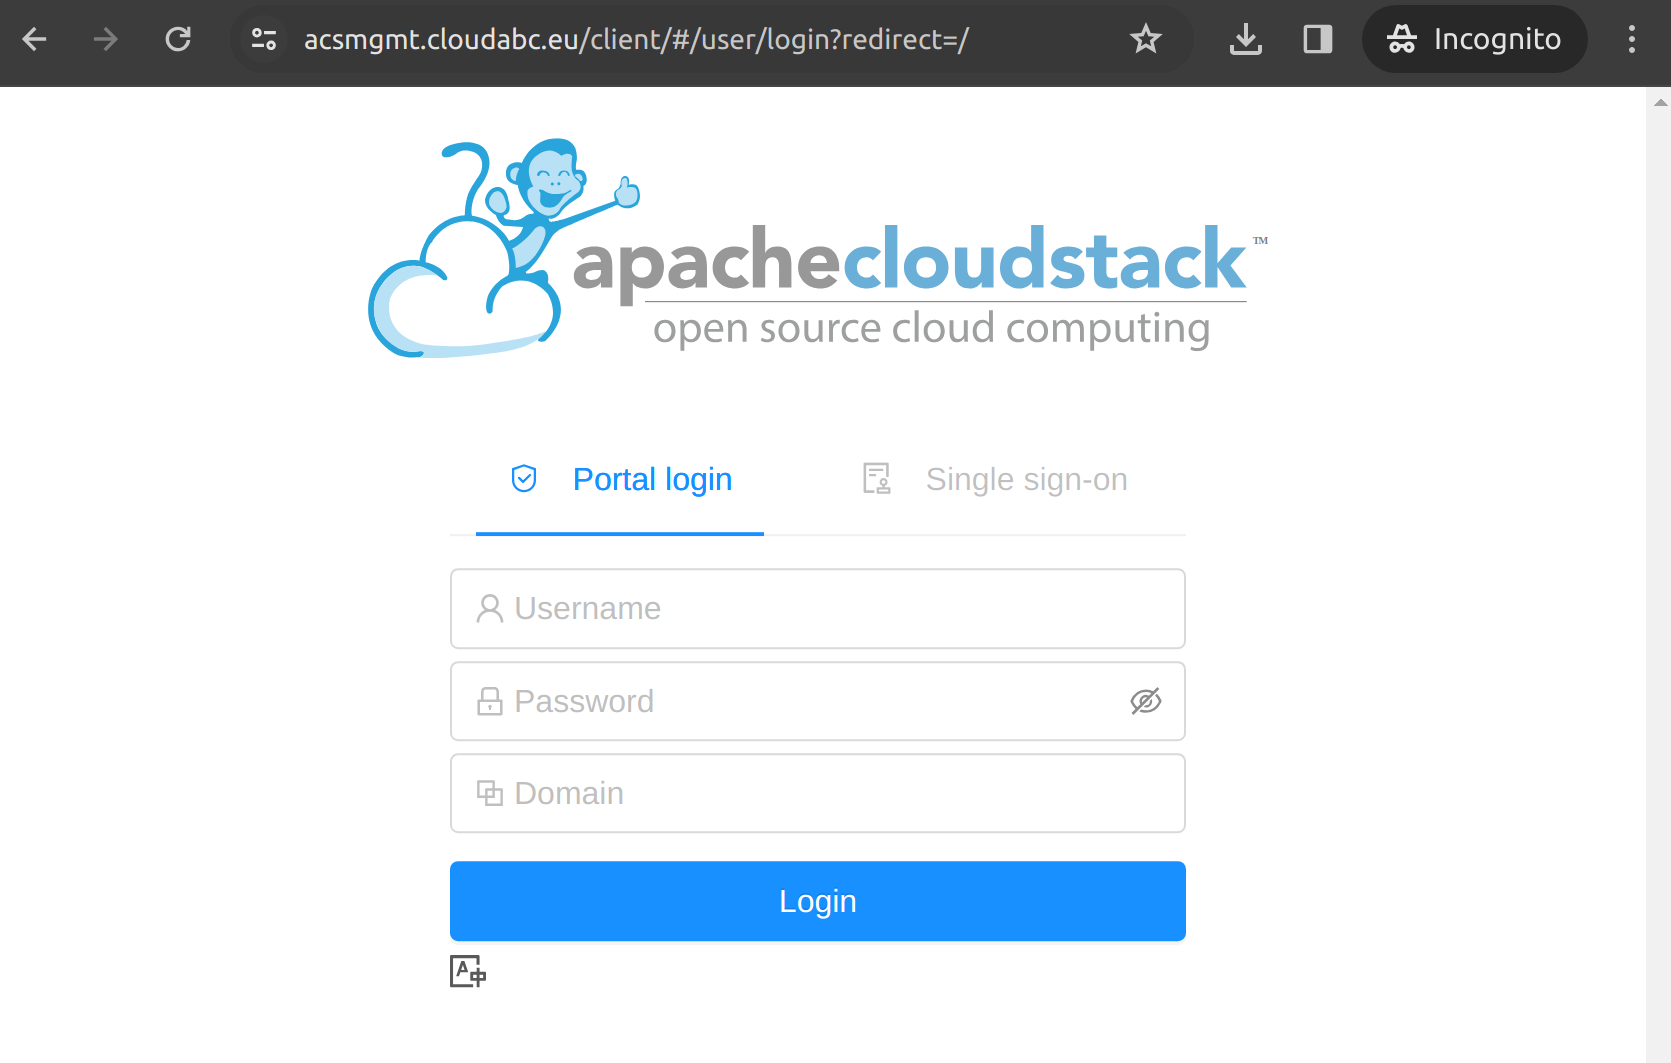 acsmgmt.cloudabc.eu/client/#/user/login?redirect=/
Incognito
apachecloudstack™
open source cloud computing
Portal login
Single sign-on
Username
Password
Domain
Login